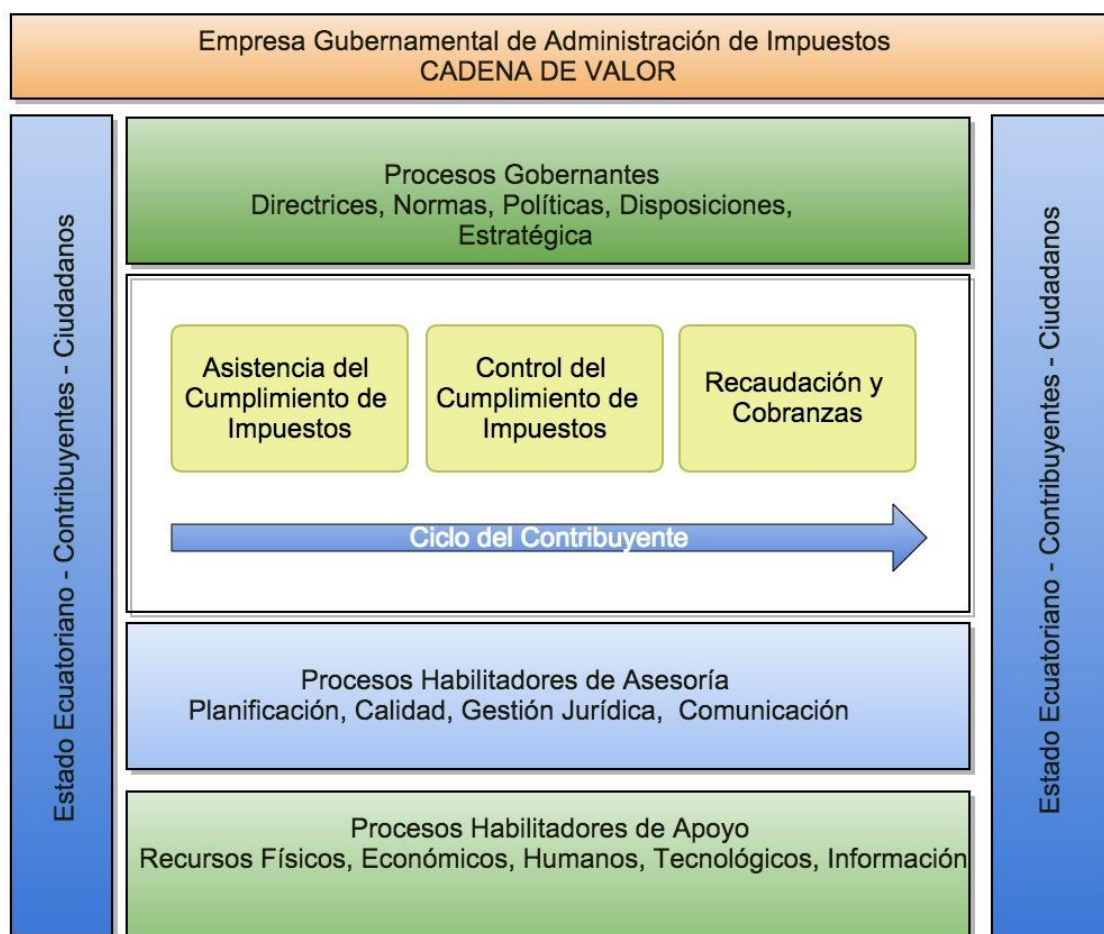 Empresa Gubernamental de Administración de Impuestos
CADENA DE VALOR
Estado Ecuatoriano - Contribuyentes - Ciudadanos
Procesos Gobernantes
Directrices, Normas, Políticas, Disposiciones,
Estratégica
Asistencia del
Cumplimiento de
Impuestos
Control del
Cumplimiento de
Impuestos
Recaudación y
Cobranzas
Ciclo del Contribuyente
Procesos Habilitadores de Asesoría
Planificación, Calidad, Gestión Jurídica, Comunicación
Procesos Habilitadores de Apoyo
Recursos Físicos, Económicos, Humanos, Tecnológicos, Información
Estado Ecuatoriano - Contribuyentes - Ciudadanos